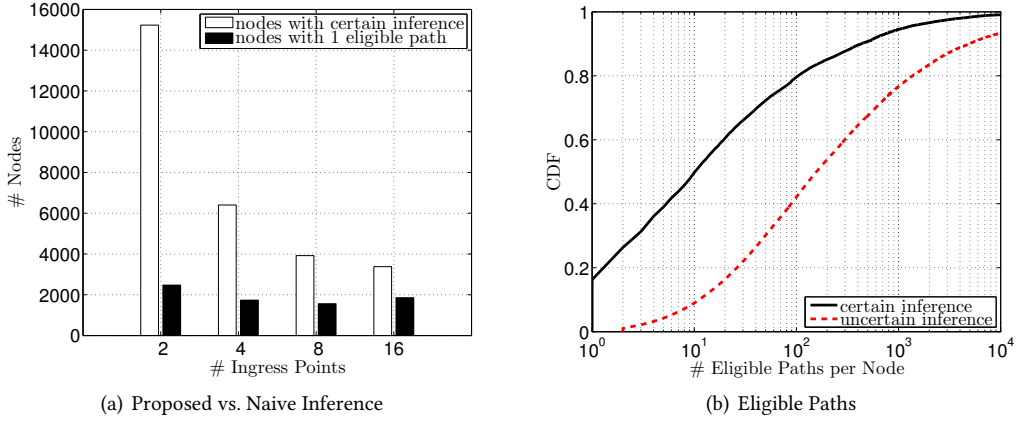 16000
14000
12000
10000
8000
6000
4000
2000
0
# Nodes
nodes with certain inference
nodes with 1 eligible path
2 4 8 16
# Ingress Points
(a) Proposed vs. Naive Inference
1
0.8
0.6
0.4
0.2
0
CDF
certain inference
uncertain inference
10^0 10^1 10^2 10^3 10^4
# Eligible Paths per Node
(b) Eligible Paths